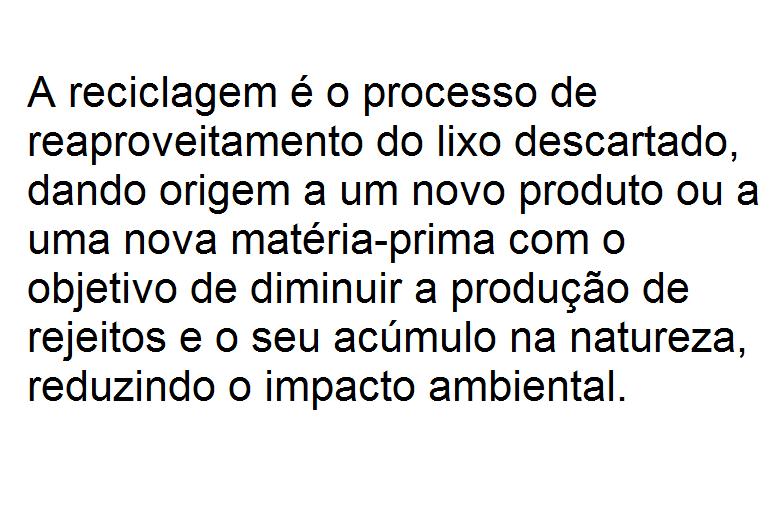 A reciclagem é o processo de
reaproveitamento do lixo descartado,
dando origem a um novo produto ou a
uma nova matéria-prima com o
objetivo de diminuir a produção de
rejeitos e o seu acúmulo na natureza,
reduzindo o impacto ambiental.